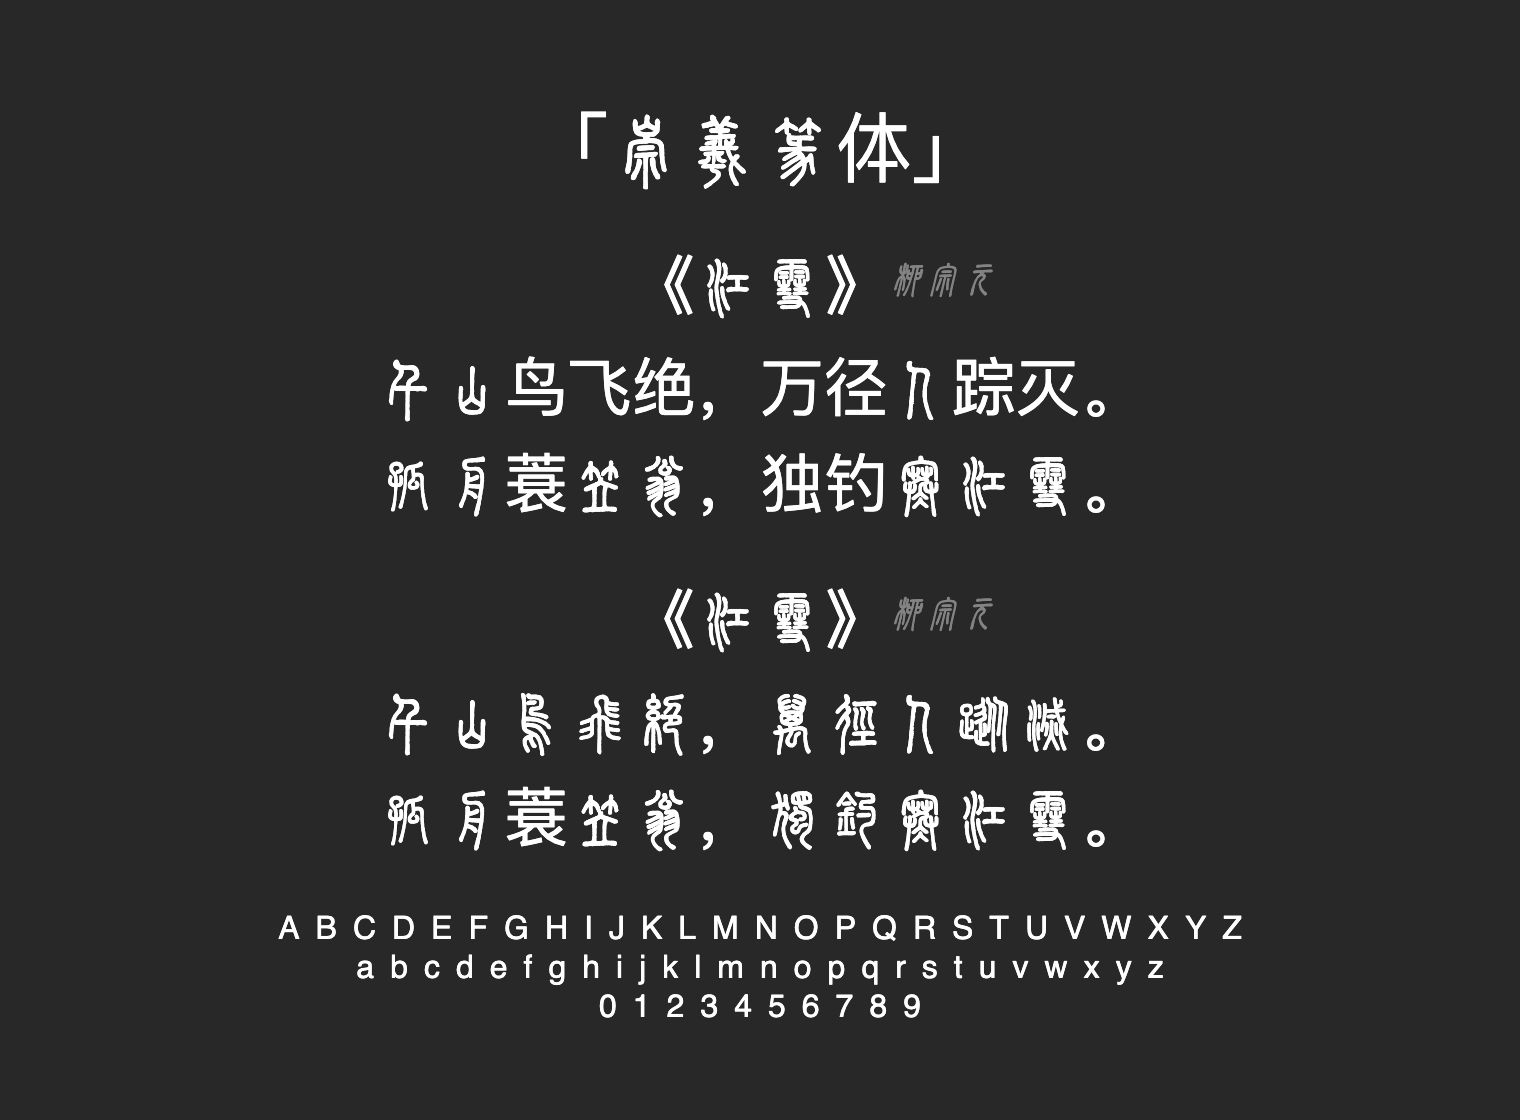 「崇羲篆体」
《江雪》 柳宗元
千山鸟飞绝，万径人踪灭。
孤舟蓑笠翁，独钓寒江雪。
《江雪》 柳宗元
千山鳥飛絕，萬徑人蹤滅。
孤舟蓑笠翁，獨釣寒江雪。
A B C D E F G H I J K L M N O P Q R S T U V W X Y Z
a b c d e f g h i j k l m n o p q r s t u v w x y z
0 1 2 3 4 5 6 7 8 9